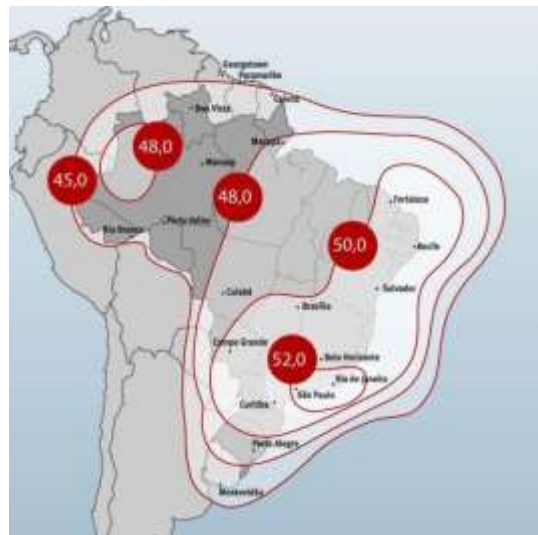 Georgetown
Paramaribo
Boa Vista
Macapá
48,0
Manaus
45,0
48,0
Fortaleza
Porto Velho
Rio Branco
50,0
Recife
Salvador
Cuiabá
Brasília
Campo Grande
52,0
Belo Horizonte
Rio de Janeiro
São Paulo
Curitiba
Porto Alegre
Montevidéu